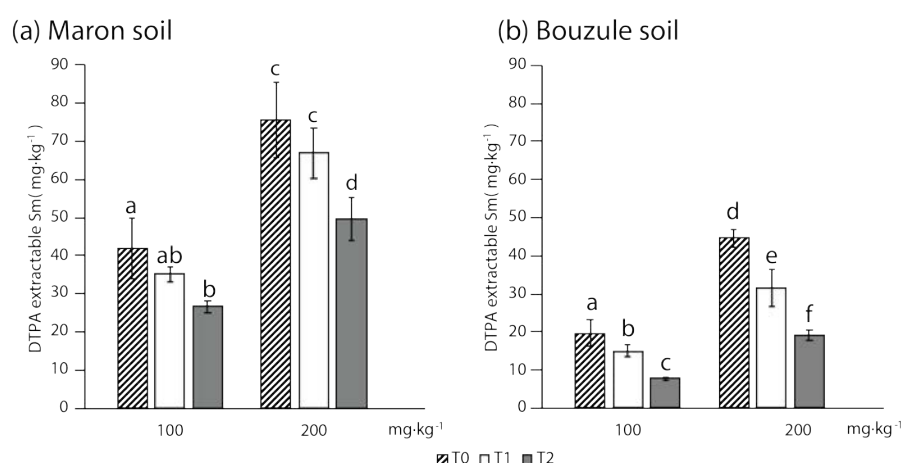 (a) Maron soil
DTPA extractable Sm( mg·kg⁻¹ )
90
80
70
60
50
40
30
20
10
0
a
ab
b
c
c
d
100
200
mg·kg⁻¹
(b) Bouzule soil
DTPA extractable Sm( mg·kg⁻¹ )
90
80
70
60
50
40
30
20
10
0
a
b
c
d
e
f
100
200
mg·kg⁻¹
T0 T1 T2